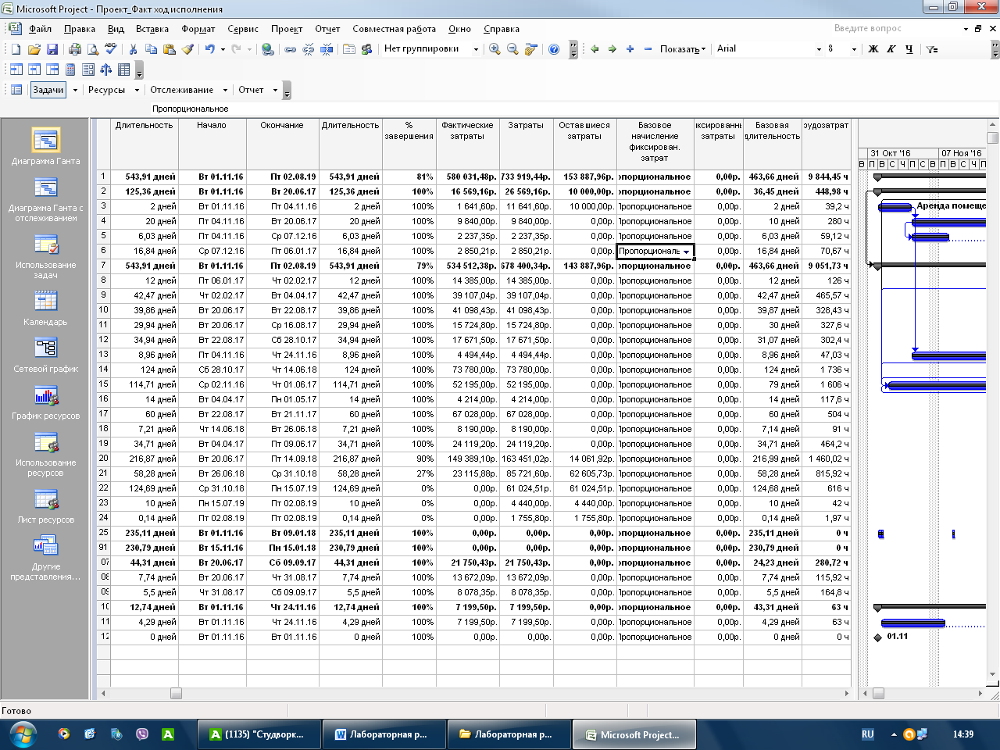 Microsoft Project - Проект_Факт ход исполнения
Файл Правка Вид Вставка Формат Сервис Проект Отчет Совместная работа Окно Справка Введите вопрос
Нет группировки Показать Arial 8 Ж К Ч
Задачи Ресурсы Отслеживание Отчет
Пропорциональное
Диаграмма Ганта
Диаграмма Ганта с отслеживанием
Использование задач
Календарь
Сетевой график
График ресурсов
Использование ресурсов
Лист ресурсов
Другие представления...
Длительность Начало Окончание Длительность % завершения Фактические затраты Затраты Оставшиеся затраты Базовое начисление фиксирован. затрат ксированнь затраты Базовая длительность рудозатрат
31 Окт '16 07 Ноя '16
В П В С Ч П С В П В С Ч П
1 543,91 дней Вт 01.11.16 Пт 02.08.19 543,91 дней 81% 580 031,48р. 733 919,44р. 153 887,96р. опорциональное 0,00р. 463,66 дней 9 844,45 ч
2 125,36 дней Вт 01.11.16 Вт 20.06.17 125,36 дней 100% 16 569,16р. 26 569,16р. 10 000,00р. опорциональное 0,00р. 36,45 дней 448,98 ч
3 2 дней Вт 01.11.16 Пт 04.11.16 2 дней 100% 1 641,60р. 11 641,60р. 10 000,00р. Пропорциональное 0,00р. 2 дней 39,2 ч Аренда помеще
4 20 дней Пт 04.11.16 Вт 20.06.17 20 дней 100% 9 840,00р. 9 840,00р. 0,00р. Пропорциональное 0,00р. 10 дней 280 ч
5 6,03 дней Пт 04.11.16 Ср 07.12.16 6,03 дней 100% 2 237,35р. 2 237,35р. 0,00р. Пропорциональное 0,00р. 6,03 дней 59,12 ч
6 16,84 дней Ср 07.12.16 Пт 06.01.17 16,84 дней 100% 2 850,21р. 2 850,21р. 0,00р. Пропорциональ 0,00р. 16,84 дней 70,67 ч
7 543,91 дней Вт 01.11.16 Пт 02.08.19 543,91 дней 79% 534 512,38р. 678 400,34р. 143 887,96р. опорциональное 0,00р. 463,66 дней 9 051,73 ч
8 12 дней Пт 06.01.17 Чт 02.02.17 12 дней 100% 14 385,00р. 14 385,00р. 0,00р. Пропорциональное 0,00р. 12 дней 126 ч
9 42,47 дней Чт 02.02.17 Вт 04.04.17 42,47 дней 100% 39 107,04р. 39 107,04р. 0,00р. Пропорциональное 0,00р. 42,47 дней 465,57 ч
10 39,86 дней Вт 20.06.17 Вт 22.08.17 39,86 дней 100% 41 098,43р. 41 098,43р. 0,00р. Пропорциональное 0,00р. 39,87 дней 328,43 ч
11 29,94 дней Вт 20.06.17 Ср 16.08.17 29,94 дней 100% 15 724,80р. 15 724,80р. 0,00р. Пропорциональное 0,00р. 30 дней 327,6 ч
12 34,94 дней Вт 22.08.17 Сб 28.10.17 34,94 дней 100% 17 671,50р. 17 671,50р. 0,00р. Пропорциональное 0,00р. 31,07 дней 302,4 ч
13 8,96 дней Пт 04.11.16 Чт 24.11.16 8,96 дней 100% 4 494,44р. 4 494,44р. 0,00р. Пропорциональное 0,00р. 8,96 дней 47,03 ч
14 124 дней Сб 28.10.17 Чт 14.06.18 124 дней 100% 73 780,00р. 73 780,00р. 0,00р. Пропорциональное 0,00р. 124 дней 1 736 ч
15 114,71 дней Ср 02.11.16 Чт 01.06.17 114,71 дней 100% 52 195,00р. 52 195,00р. 0,00р. Пропорциональное 0,00р. 79 дней 1 606 ч
16 14 дней Вт 04.04.17 Пн 01.05.17 14 дней 100% 4 214,00р. 4 214,00р. 0,00р. Пропорциональное 0,00р. 14 дней 117,6 ч
17 60 дней Вт 22.08.17 Вт 21.11.17 60 дней 100% 67 028,00р. 67 028,00р. 0,00р. Пропорциональное 0,00р. 60 дней 504 ч
18 7,21 дней Чт 14.06.18 Вт 26.06.18 7,21 дней 100% 8 190,00р. 8 190,00р. 0,00р. Пропорциональное 0,00р. 7,14 дней 91 ч
19 34,71 дней Вт 04.04.17 Пт 09.06.17 34,71 дней 100% 24 119,20р. 24 119,20р. 0,00р. Пропорциональное 0,00р. 34,71 дней 464,2 ч
20 216,87 дней Вт 20.06.17 Пт 14.09.18 216,87 дней 90% 149 389,10р. 163 451,02р. 14 061,92р. Пропорциональное 0,00р. 216,99 дней 1 460,02 ч
21 58,28 дней Вт 26.06.18 Ср 31.10.18 58,28 дней 27% 23 115,88р. 85 721,60р. 62 605,73р. Пропорциональное 0,00р. 58,28 дней 815,92 ч
22 124,69 дней Ср 31.10.18 Пн 15.07.19 124,69 дней 0% 0,00р. 61 024,51р. 61 024,51р. Пропорциональное 0,00р. 124,68 дней 616 ч
23 10 дней Пн 15.07.19 Пт 02.08.19 10 дней 0% 0,00р. 4 440,00р. 4 440,00р. Пропорциональное 0,00р. 10 дней 42 ч
24 0,14 дней Пт 02.08.19 Пт 02.08.19 0,14 дней 0% 0,00р. 1 755,80р. 1 755,80р. Пропорциональное 0,00р. 0,14 дней 1,97 ч
25 235,11 дней Вт 01.11.16 Вт 09.01.18 235,11 дней 100% 0,00р. 0,00р. 0,00р. опорциональное 0,00р. 235,11 дней 0 ч
91 230,79 дней Вт 15.11.16 Пн 15.01.18 230,79 дней 100% 0,00р. 0,00р. 0,00р. опорциональное 0,00р. 230,79 дней 0 ч
07 44,31 дней Вт 20.06.17 Сб 09.09.17 44,31 дней 100% 21 750,43р. 21 750,43р. 0,00р. опорциональное 0,00р. 24,23 дней 280,72 ч
08 7,74 дней Вт 20.06.17 Чт 31.08.17 7,74 дней 100% 13 672,09р. 13 672,09р. 0,00р. Пропорциональное 0,00р. 7,74 дней 115,92 ч
09 5,5 дней Чт 31.08.17 Сб 09.09.17 5,5 дней 100% 8 078,35р. 8 078,35р. 0,00р. Пропорциональное 0,00р. 5,5 дней 164,8 ч
10 12,74 дней Вт 01.11.16 Чт 24.11.16 12,74 дней 100% 7 199,50р. 7 199,50р. 0,00р. опорциональное 0,00р. 43,31 дней 63 ч
11 4,29 дней Вт 01.11.16 Чт 24.11.16 4,29 дней 100% 7 199,50р. 7 199,50р. 0,00р. Пропорциональное 0,00р. 4,29 дней 63 ч
12 0 дней Вт 01.11.16 Вт 01.11.16 0 дней 100% 0,00р. 0,00р. 0,00р. Пропорциональное 0,00р. 0 дней 0 ч 01.11
Готово
(1135) "Студворк... Лабораторная р... Лабораторная р... Microsoft Project... RU 14:39